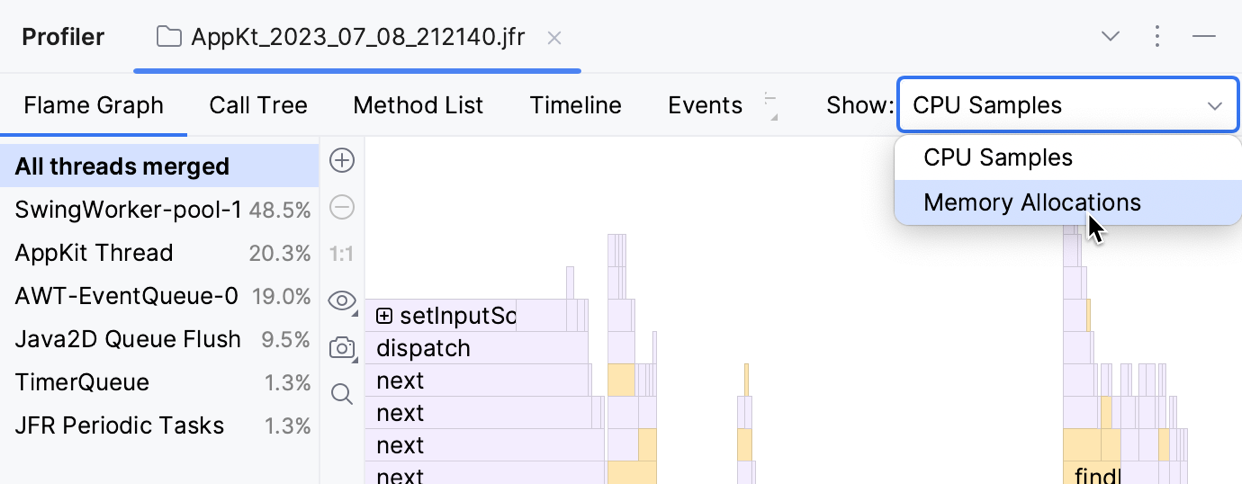 Profiler
AppKt_2023_07_08_212140.jfr
Flame Graph
Call Tree
Method List
Timeline
Events
Show:
CPU Samples
CPU Samples
Memory Allocations
All threads merged
SwingWorker-pool-1 48.5%
AppKit Thread 20.3%
AWT-EventQueue-0 19.0%
Java2D Queue Flush 9.5%
TimerQueue 1.3%
JFR Periodic Tasks 1.3%
1:1
setInputSc
dispatch
next
next
next
next
findl